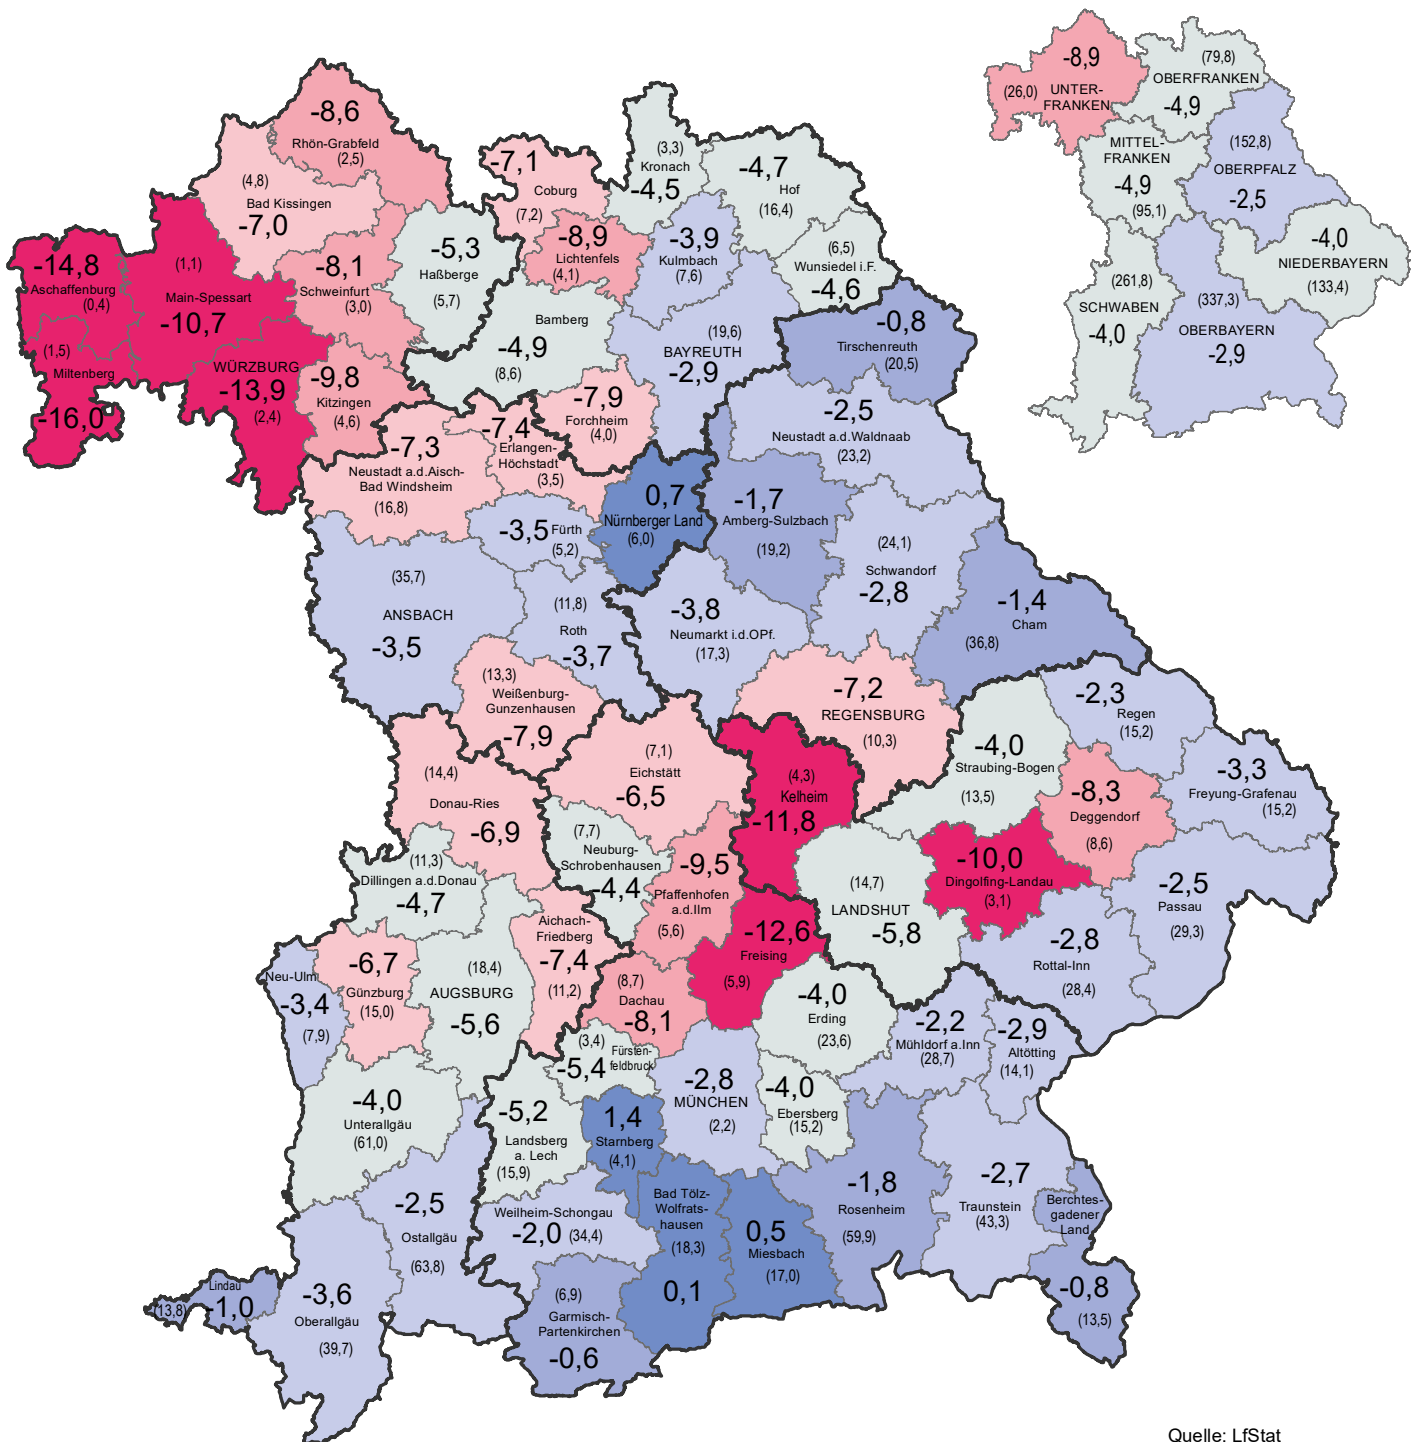 -8,9
(26,0)
UNTER-
FRANKEN
(79,8)
OBERFRANKEN
-4,9
MITTEL-
FRANKEN
-4,9
(95,1)
(152,8)
OBERPFALZ
-2,5
-4,0
NIEDERBAYERN
(133,4)
(261,8)
SCHWABEN
-4,0
(337,3)
OBERBAYERN
-2,9
-8,6
Rhön-Grabfeld
(2,5)
(4,8)
Bad Kissingen
-7,0
-7,1
Coburg
(7,2)
(3,3)
Kronach
-4,5
-4,7
Hof
(16,4)
-14,8
Aschaffenburg
(0,4)
(1,1)
Main-Spessart
-10,7
-8,1
Schweinfurt
(3,0)
-5,3
Haßberge
(5,7)
-8,9
Lichtenfels
(4,1)
-3,9
Kulmbach
(7,6)
(6,5)
Wunsiedel i.F.
-4,6
(1,5)
Miltenberg
-16,0
WÜRZBURG
-13,9
(2,4)
-9,8
Kitzingen
(4,6)
Bamberg
-4,9
(8,6)
(19,6)
BAYREUTH
-2,9
-0,8
Tirschenreuth
(20,5)
-7,9
Forchheim
(4,0)
-7,3
Neustadt a.d.Aisch-
Bad Windsheim
(16,8)
-7,4
Erlangen-
Höchstadt
(3,5)
-2,5
Neustadt a.d.Waldnaab
(23,2)
-3,5
Fürth
(5,2)
0,7
Nürnberger Land
(6,0)
-1,7
Amberg-Sulzbach
(19,2)
(24,1)
Schwandorf
-2,8
(35,7)
ANSBACH
-3,5
(11,8)
Roth
-3,7
-3,8
Neumarkt i.d.OPf.
(17,3)
-1,4
Cham
(36,8)
(13,3)
Weißenburg-
Gunzenhausen
-7,9
-7,2
REGENSBURG
(10,3)
-2,3
Regen
(15,2)
(7,1)
Eichstätt
-6,5
(4,3)
Kelheim
-11,8
-4,0
Straubing-Bogen
(13,5)
-8,3
Deggendorf
(8,6)
-3,3
Freyung-Grafenau
(15,2)
(14,4)
Donau-Ries
-6,9
(7,7)
Neuburg-
Schrobenhausen
-4,4
-9,5
Pfaffenhofen
a.d.Ilm
(5,6)
(11,3)
Dillingen a.d.Donau
-4,7
(14,7)
LANDSHUT
-5,8
-10,0
Dingolfing-Landau
(3,1)
-2,5
Passau
(29,3)
Aichach-
Friedberg
-7,4
(11,2)
-12,6
Freising
(5,9)
-2,8
Rottal-Inn
(28,4)
Neu-Ulm
-3,4
(7,9)
-6,7
Günzburg
(15,0)
(18,4)
AUGSBURG
-5,6
(8,7)
Dachau
-8,1
-4,0
Erding
(23,6)
-2,2
Mühldorf a.Inn
(28,7)
-2,9
Altötting
(14,1)
(3,4)
Fürsten-
feldbruck
-5,4
-2,8
MÜNCHEN
(2,2)
-4,0
Ebersberg
(15,2)
-4,0
Unterallgäu
(61,0)
-5,2
Landsberg
a. Lech
(15,9)
1,4
Starnberg
(4,1)
-2,5
Ostallgäu
(63,8)
Weilheim-Schongau
-2,0
(34,4)
Bad Tölz-
Wolfrats-
hausen
(18,3)
0,1
0,5
Miesbach
(17,0)
-1,8
Rosenheim
(59,9)
-2,7
Traunstein
(43,3)
Berchtes-
gadener
Land
-0,8
(13,5)
Lindau
(13,8)
-1,0
-3,6
Oberallgäu
(39,7)
(6,9)
Garmisch-
Partenkirchen
-0,6
Quelle: LfStat